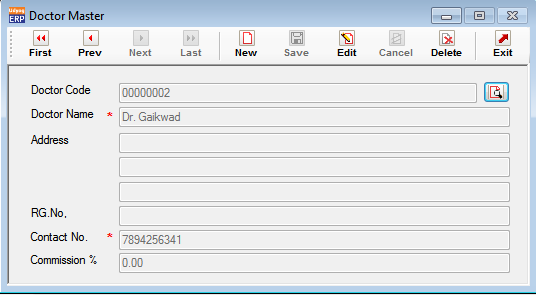 Udyog ERP Doctor Master
First Prev Next Last New Save Edit Cancel Delete Exit
Doctor Code 00000002
Doctor Name * Dr. Gaikwad
Address
RG.No,
Contact No. * 7894256341
Commission % 0.00